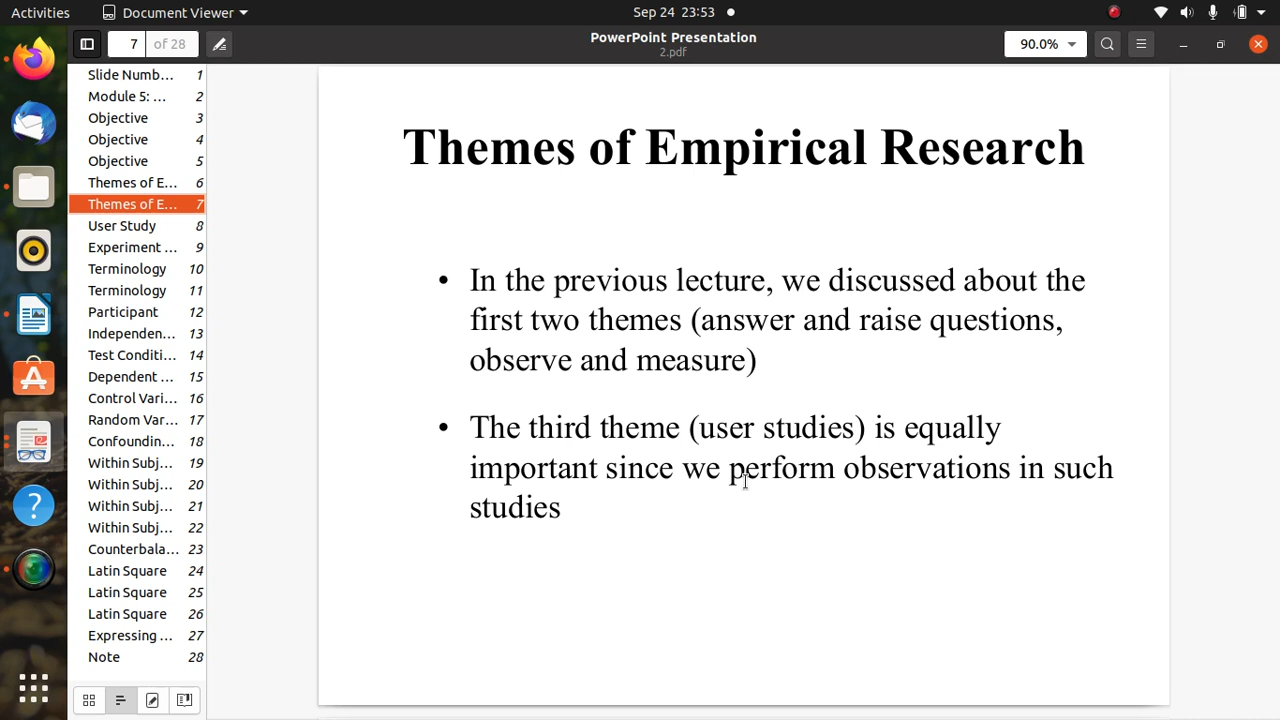 Activities
Document Viewer
Sep 24 23:53
7
of 28
PowerPoint Presentation
2.pdf
90.0%
Slide Numb... 1
Module 5: ... 2
Objective 3
Objective 4
Objective 5
Themes of E... 6
Themes of E... 7
User Study 8
Experiment ... 9
Terminology 10
Terminology 11
Participant 12
Independen... 13
Test Conditi... 14
Dependent ... 15
Control Vari... 16
Random Var... 17
Confoundin... 18
Within Subj... 19
Within Subj... 20
Within Subj... 21
Within Subj... 22
Counterbala... 23
Latin Square 24
Latin Square 25
Latin Square 26
Expressing ... 27
Note 28
Themes of Empirical Research
• In the previous lecture, we discussed about the
first two themes (answer and raise questions,
observe and measure)
• The third theme (user studies) is equally
important since we perform observations in such
studies